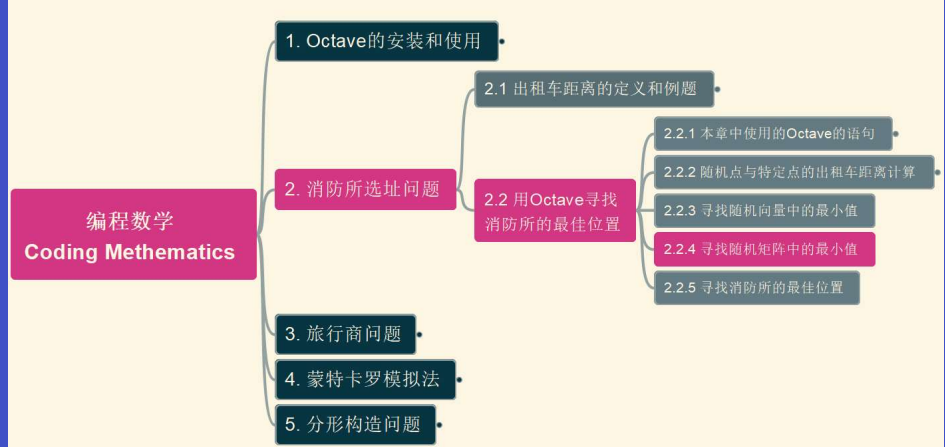 编程数学
Coding Methematics
1. Octave的安装和使用
2. 消防所选址问题
2.1 出租车距离的定义和例题
2.2 用Octave寻找
消防所的最佳位置
2.2.1 本章中使用的Octave的语句
2.2.2 随机点与特定点的出租车距离计算
2.2.3 寻找随机向量中的最小值
2.2.4 寻找随机矩阵中的最小值
2.2.5 寻找消防所的最佳位置
3. 旅行商问题
4. 蒙特卡罗模拟法
5. 分形构造问题